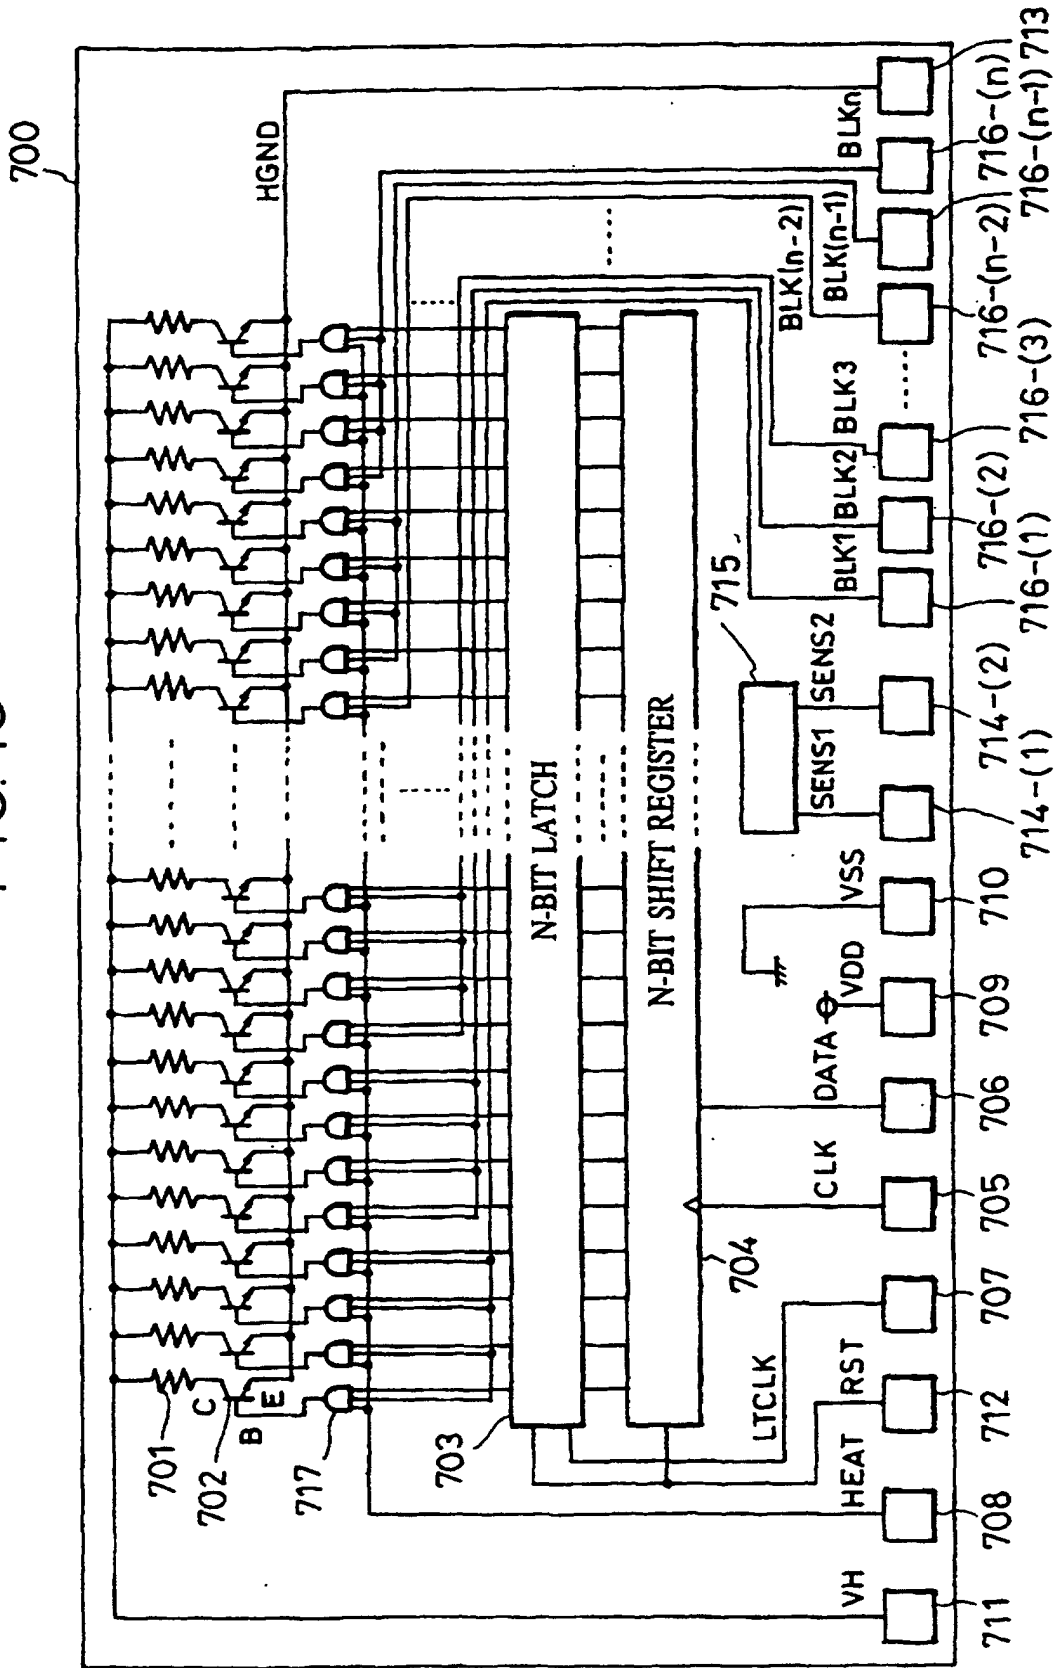 700
701
C
702
B
E
HGND
717
703
N-BIT LATCH
N-BIT SHIFT REGISTER
704
715
VH
HEAT
RST
LTCLK
CLK
DATA
VDD
VSS
SENS1
SENS2
BLK1
BLK2
BLK3
BLK(n-2)
BLK(n-1)
BLKn
711
708
712
707
705
706
709
710
714-(1)
714-(2)
716-(1)
716-(2)
716-(3)
716-(n-2)
716-(n-1)
716-(n)
713